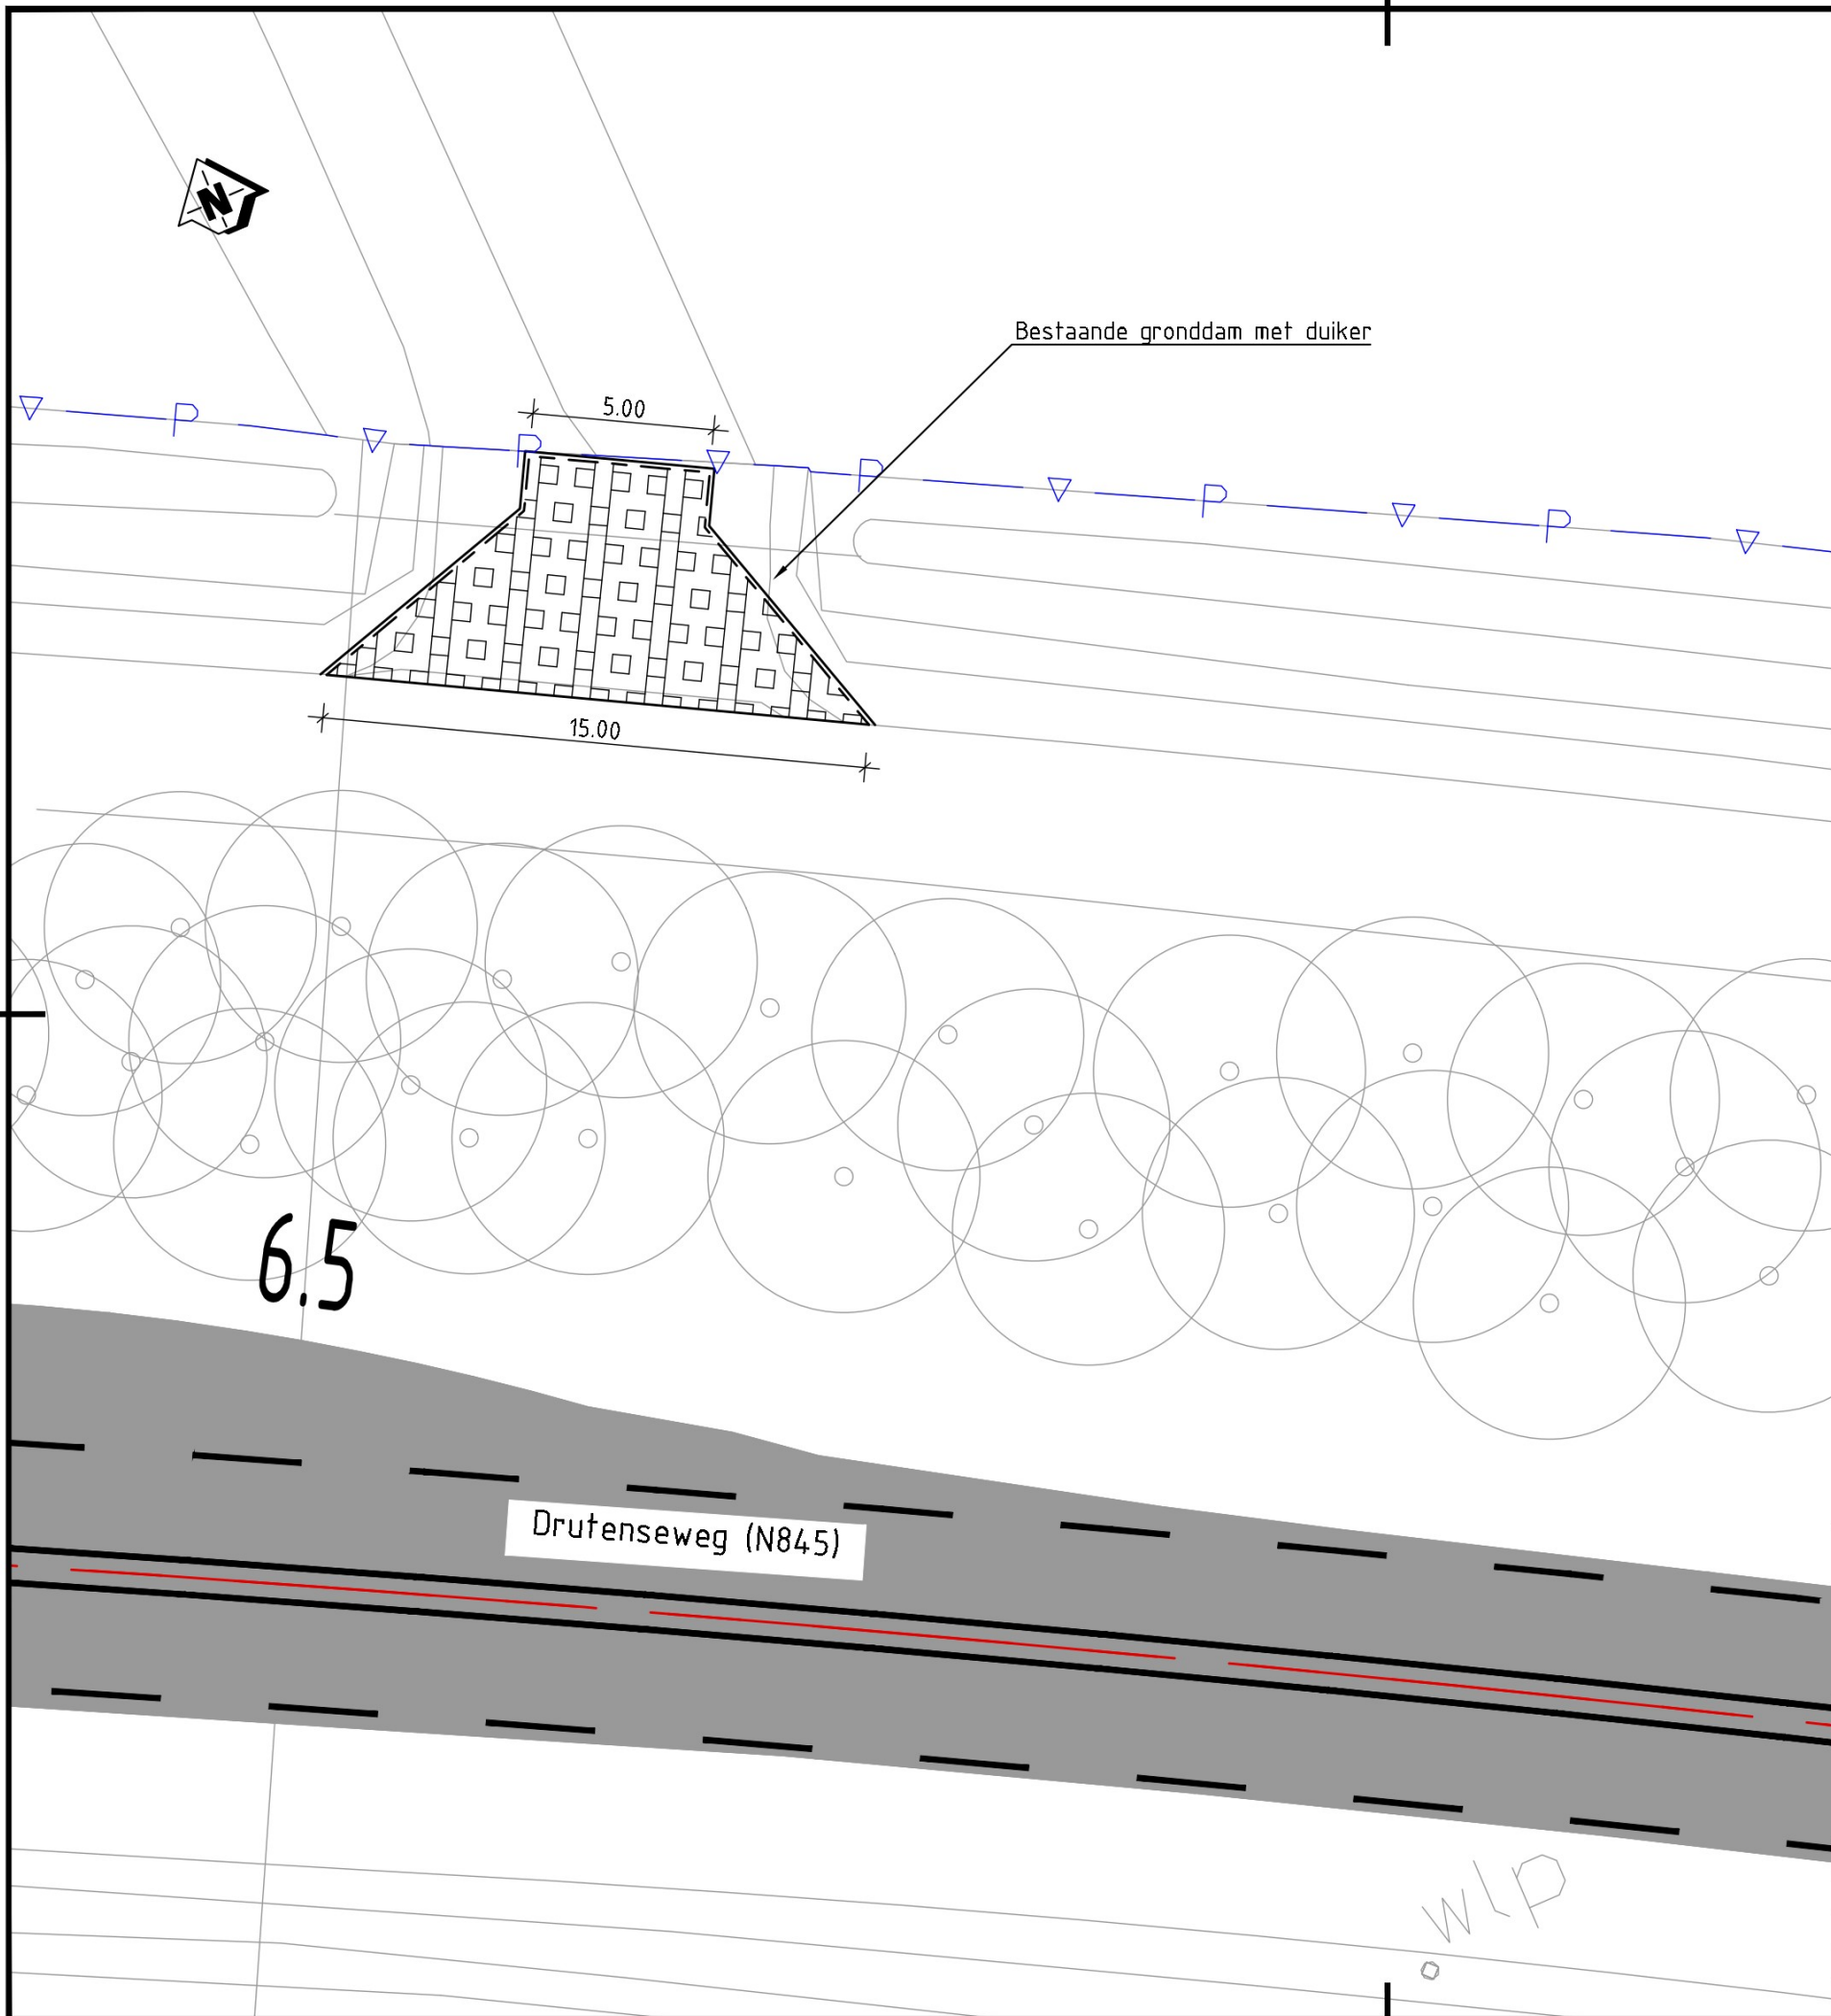 N
Bestaande gronddam met duiker
5.00
P
P
P
P
P
15.00
6.5
Drutenseweg (N845)
WLP